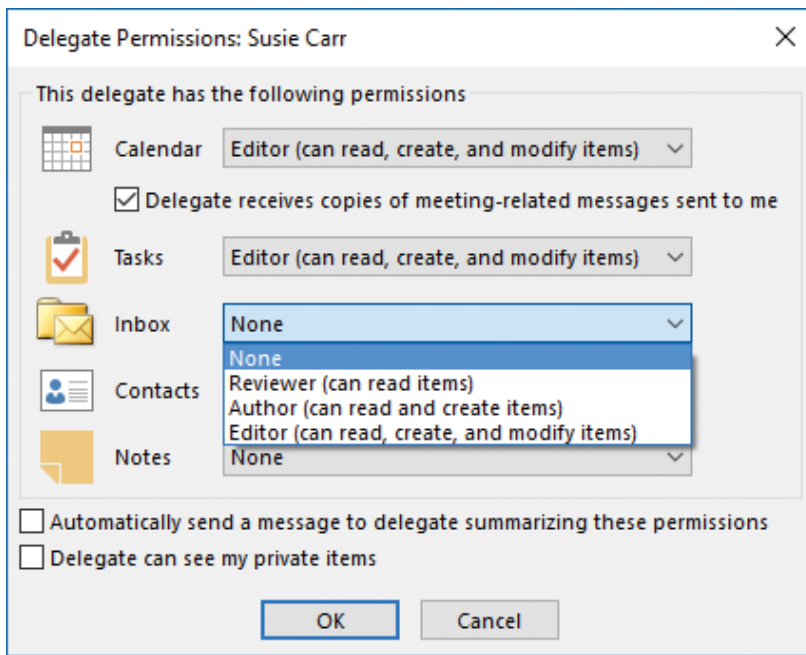 Delegate Permissions: Susie Carr
This delegate has the following permissions
Calendar Editor (can read, create, and modify items)
Delegate receives copies of meeting-related messages sent to me
Tasks Editor (can read, create, and modify items)
Inbox None
None
Reviewer (can read items)
Contacts
Author (can read and create items)
Editor (can read, create, and modify items)
Notes None
Automatically send a message to delegate summarizing these permissions
Delegate can see my private items
OK Cancel